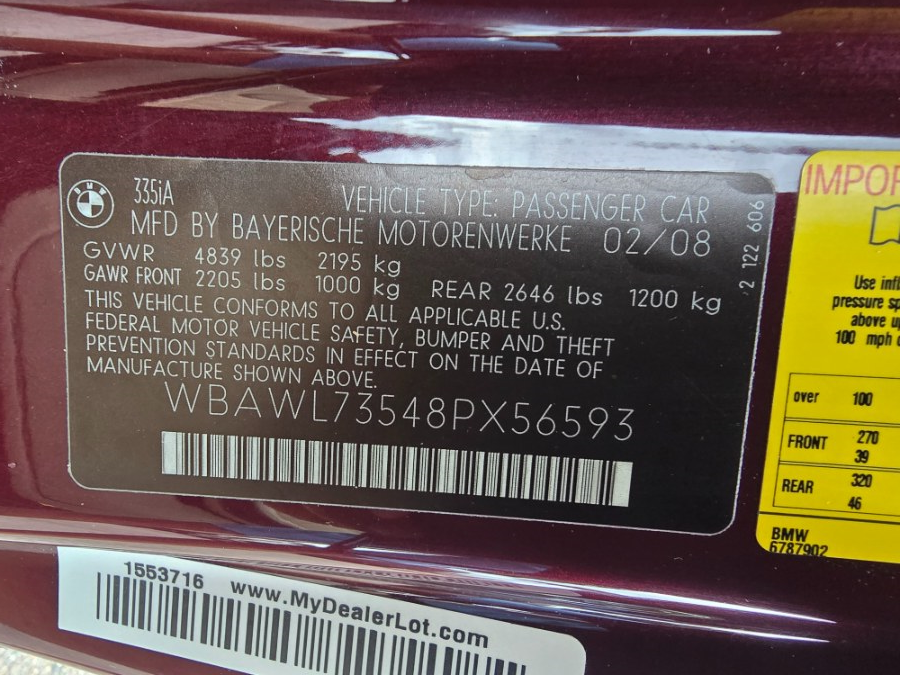 BMW
335iA
VEHICLE TYPE: PASSENGER CAR
MFD BY BAYERISCHE MOTORENWERKE 02/08
GVWR 4839 lbs 2195 kg
GAWR FRONT 2205 lbs 1000 kg REAR 2646 lbs 1200 kg
THIS VEHICLE CONFORMS TO ALL APPLICABLE U.S.
FEDERAL MOTOR VEHICLE SAFETY, BUMPER AND THEFT
PREVENTION STANDARDS IN EFFECT ON THE DATE OF
MANUFACTURE SHOWN ABOVE.
WBAWL73548PX56593
2 122 606
IMPOR
Use infl
pressure sp
above up
100 mph
over 100
FRONT 270
39
REAR 320
46
BMW
6787902
1553716 www.MyDealerLot.com